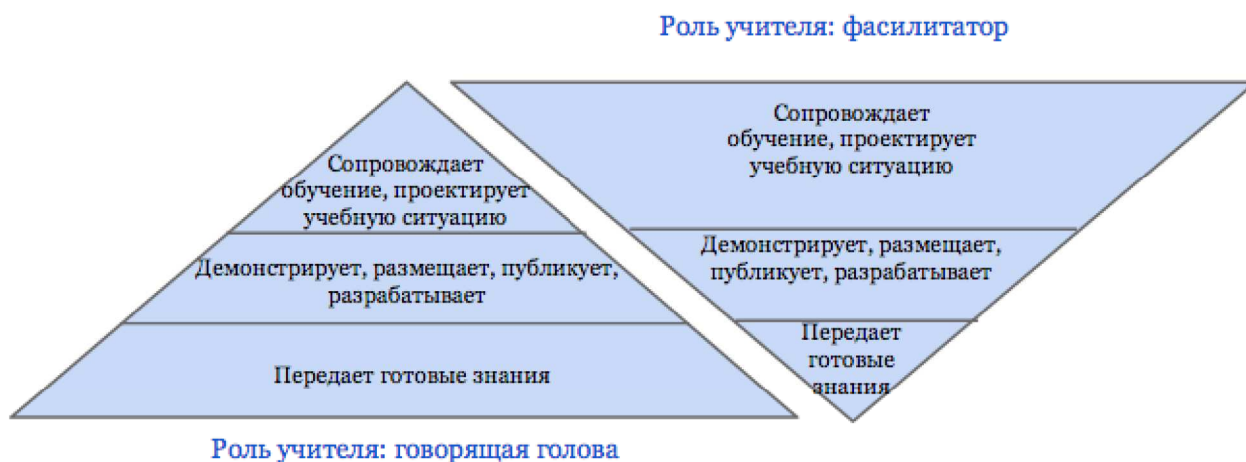 Роль учителя: фасилитатор
Сопровождает
обучение, проектирует
учебную ситуацию
Демонстрирует, размещает, публикует,
разрабатывает
Передает готовые знания
Сопровождает
обучение, проектирует
учебную ситуацию
Демонстрирует, размещает,
публикует, разрабатывает
Передает
готовые
знания
Роль учителя: говорящая голова